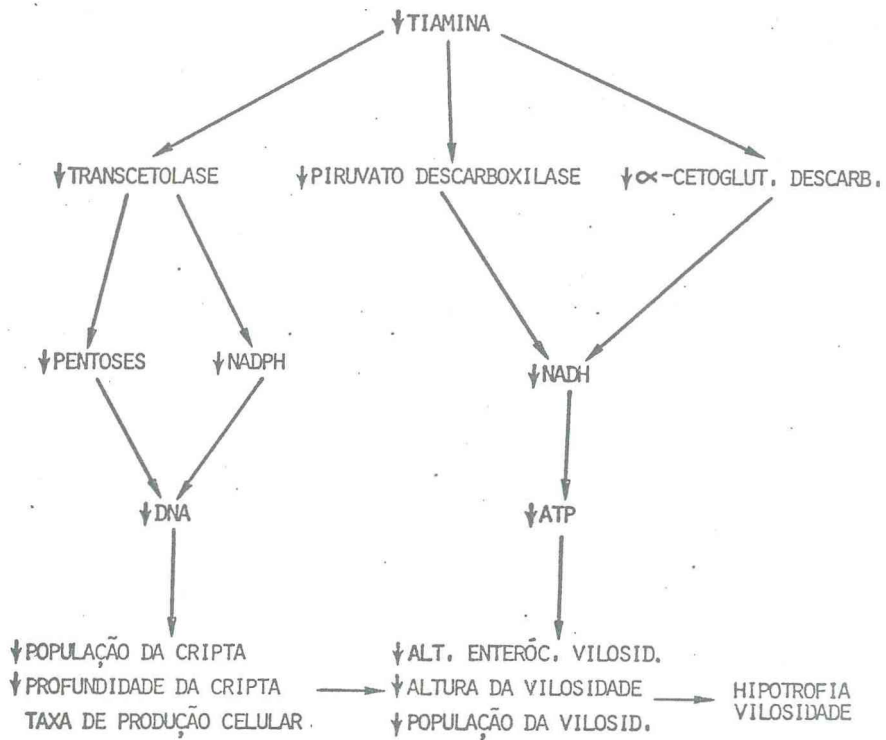 ↓TIAMINA
↓TRANSCETOLASE ↓PIRUVATO DESCARBOXILASE ↓∝-CETOGLUT. DESCARB.
↓PENTOSES ↓NADPH ↓NADH
↓DNA ↓ATP
↓POPULAÇÃO DA CRIPTA ↓ALT. ENTERÓC. VILOSID.
↓PROFUNDIDADE DA CRIPTA ↓ALTURA DA VILOSIDADE HIPOTROFIA
TAXA DE PRODUÇÃO CELULAR ↓POPULAÇÃO DA VILOSID. VILOSIDADE